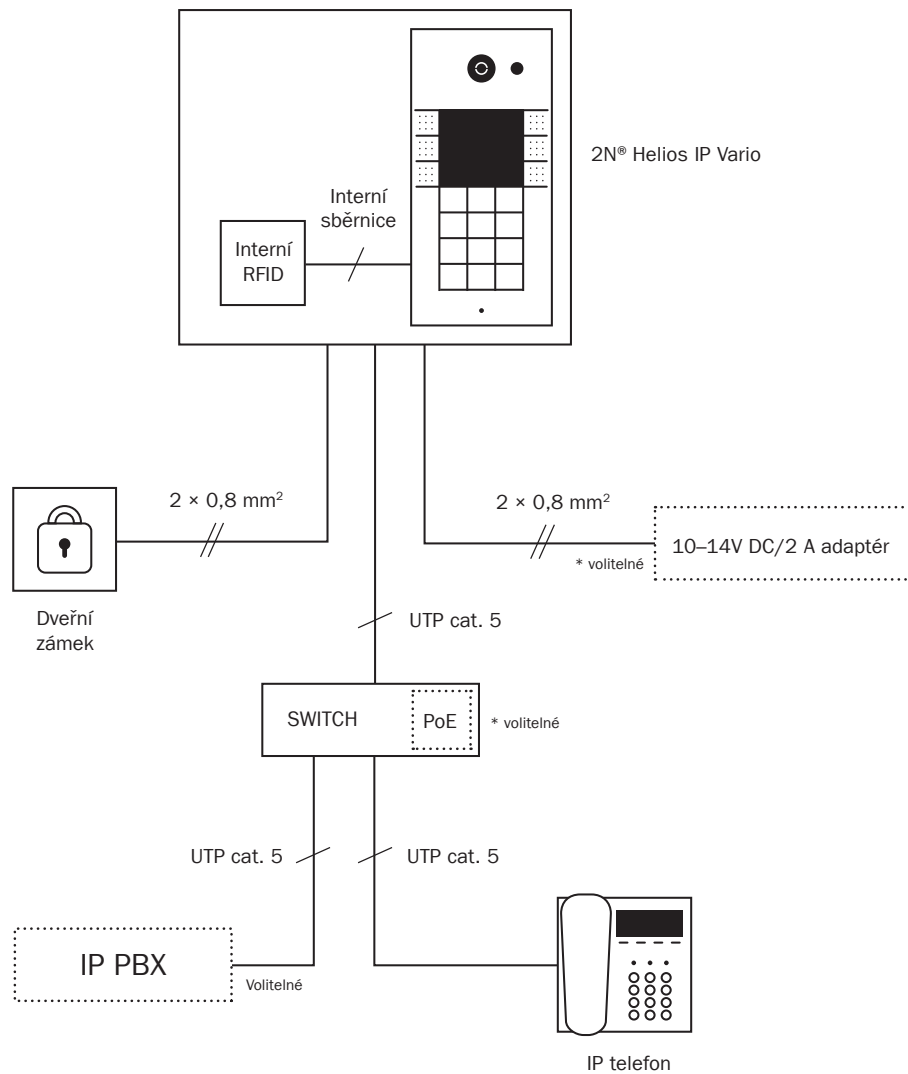 2N® Helios IP Vario
Interní
sběrnice
Interní
RFID
2 × 0,8 mm²
2 × 0,8 mm²
10–14V DC/2 A adaptér
* volitelné
Dveřní
zámek
UTP cat. 5
SWITCH
PoE
* volitelné
UTP cat. 5
UTP cat. 5
IP PBX
Volitelné
IP telefon